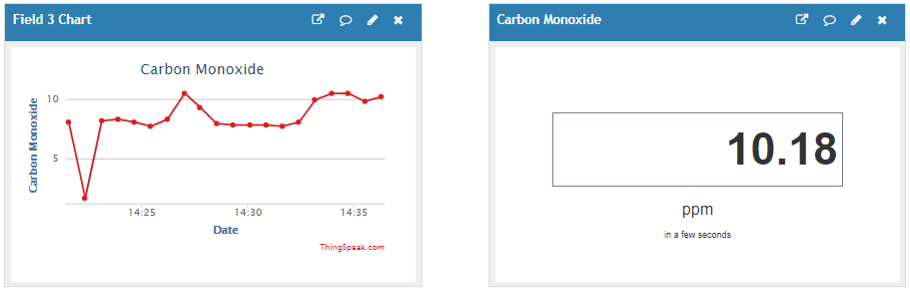 Field 3 Chart
Carbon Monoxide
Carbon Monoxide
10
5
14:25
14:30
14:35
Date
ThingSpeak.com
Carbon Monoxide
10.18
ppm
in a few seconds